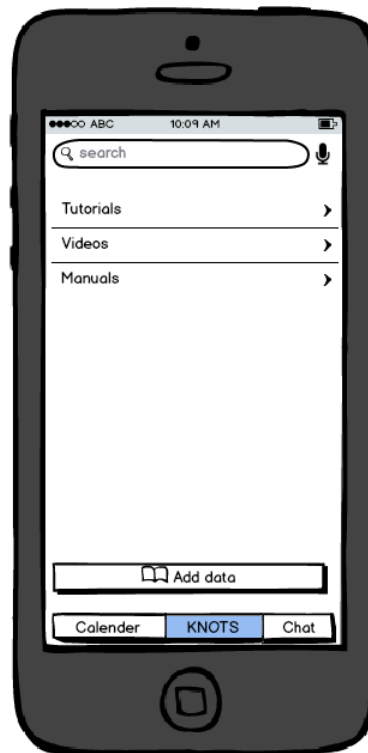 ABC 10:09 AM
search
Tutorials
Videos
Manuals
Add data
Calender KNOTS Chat